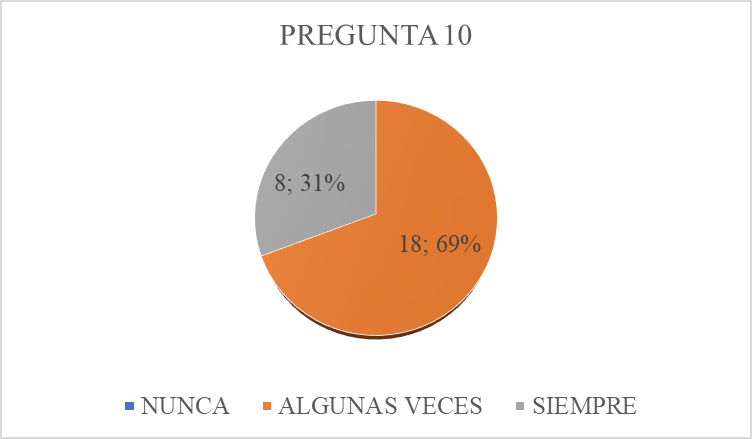 PREGUNTA 10
8; 31%
18; 69%
NUNCA ALGUNAS VECES SIEMPRE